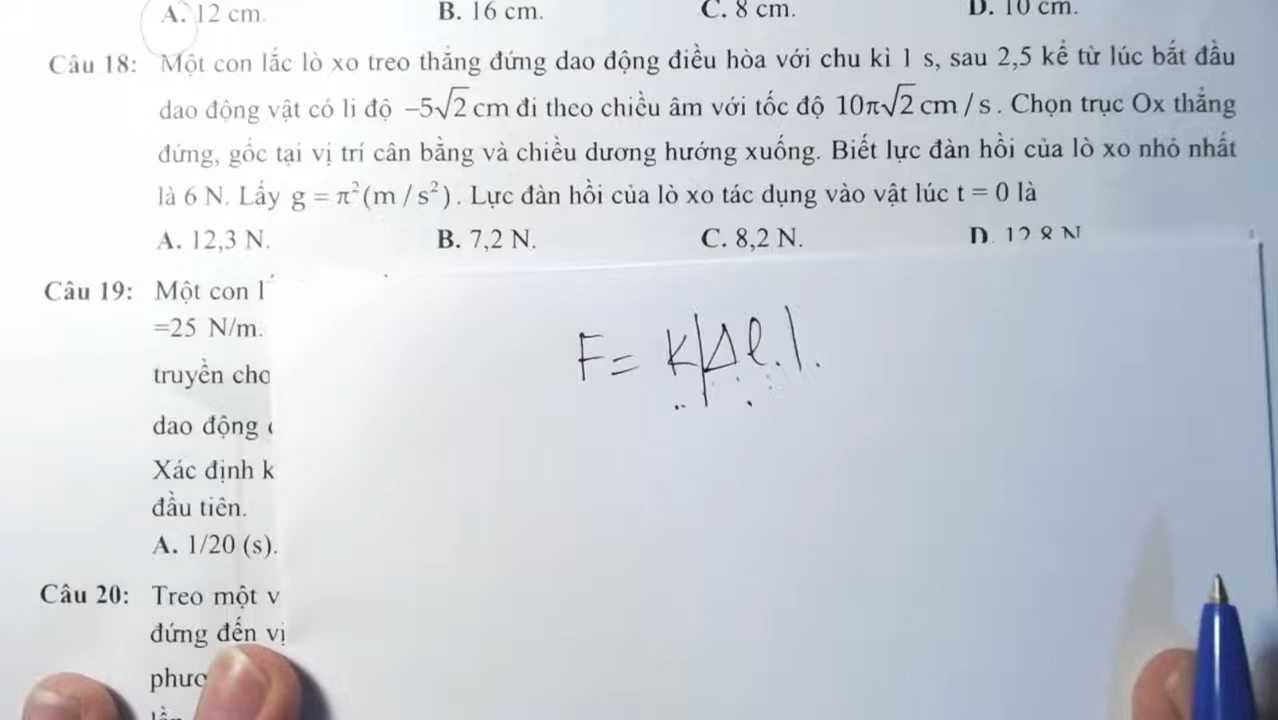 A. 12 cm. B. 16 cm. C. 8 cm. D. 10 cm.
Câu 18: Một con lắc lò xo treo thẳng đứng dao động điều hòa với chu kì 1 s, sau 2,5 kể từ lúc bắt đầu
dao động vật có li độ −5√2 cm đi theo chiều âm với tốc độ 10π√2 cm / s. Chọn trục Ox thẳng
đứng, gốc tại vị trí cân bằng và chiều dương hướng xuống. Biết lực đàn hồi của lò xo nhỏ nhất
là 6 N. Lấy g = π²(m / s²). Lực đàn hồi của lò xo tác dụng vào vật lúc t = 0 là
A. 12,3 N. B. 7,2 N. C. 8,2 N. D. 12,8 N
F = k|Δl.|.
Câu 19: Một con
=25 N/m.
truyền cho
dao động
Xác định k
đầu tiên.
A. 1/20 (s).
Câu 20: Treo một v
đứng đến vị
phươ